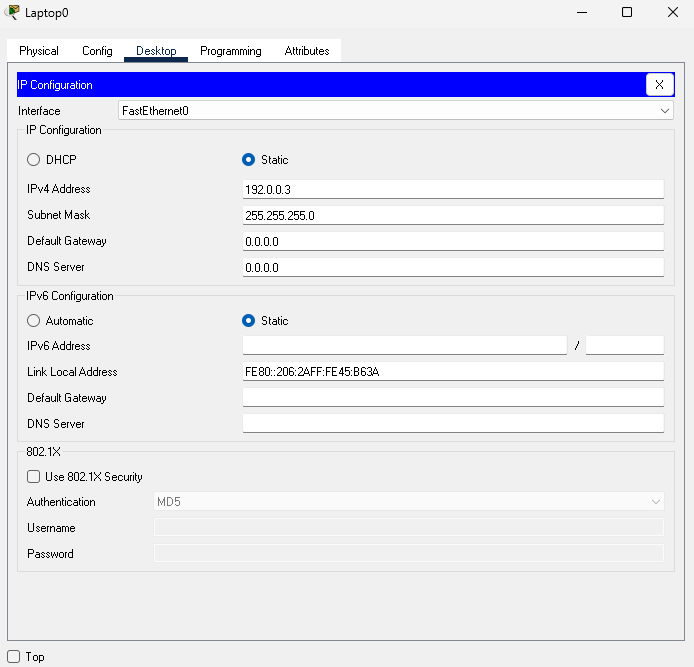 Laptop0
Physical Config Desktop Programming Attributes
IP Configuration X
Interface FastEthernet0
IP Configuration
DHCP Static
IPv4 Address 192.0.0.3
Subnet Mask 255.255.255.0
Default Gateway 0.0.0.0
DNS Server 0.0.0.0
IPv6 Configuration
Automatic Static
IPv6 Address /
Link Local Address FE80::206:2AFF:FE45:B63A
Default Gateway
DNS Server
802.1X
Use 802.1X Security
Authentication MD5
Username
Password
Top